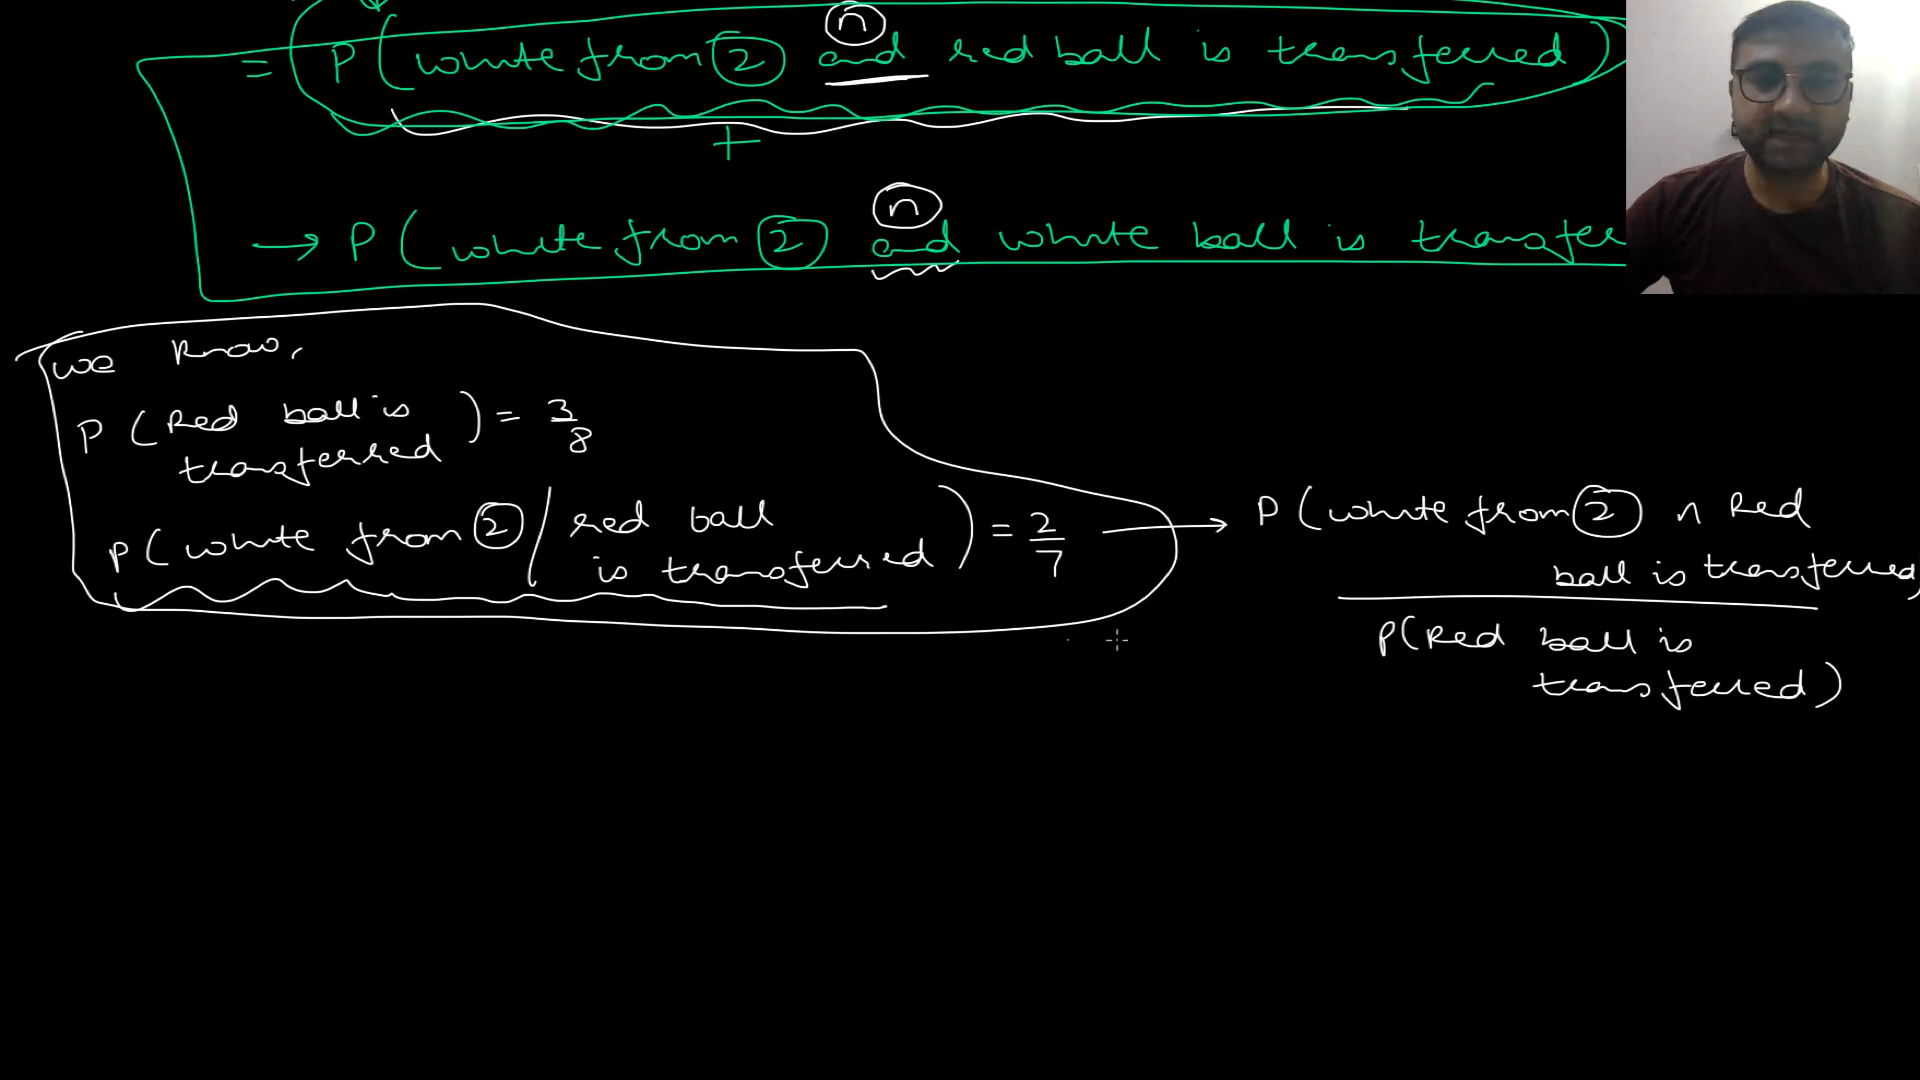 n
= P ( white from 2 and red ball is transferred )
+
n
→ P ( white from 2 and white ball is transfer
we know,
P ( Red ball is transferred ) = 3/8
P ( white from 2 / red ball is transferred ) = 2/7 → P ( white from 2 n Red ball is transferred)
P(Red ball is transferred)